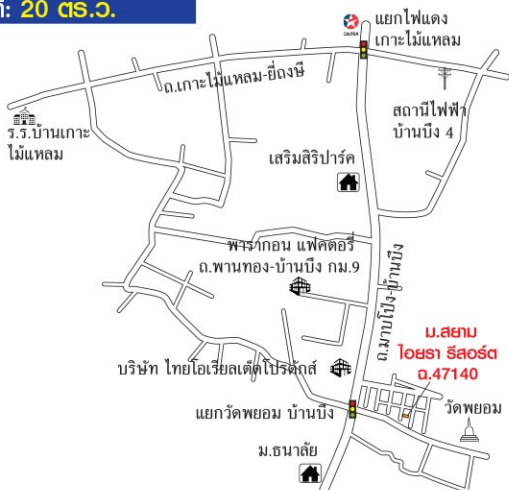 ที่: 20 ตร.ว.
CALTEX
แยกไฟแดง
เกาะไม้แหลม
ถ.เกาะไม้แหลม-ยี่ถงษี
สถานีไฟฟ้า
บ้านบึง 4
ร.ร.บ้านเกาะ
ไม้แหลม
เสริมสิริปาร์ค
พารากอน แฟคตอรี่
ถ.พานทอง-บ้านบึง กม.9
ถ.มาบโป่ง-บ้านบึง
ม.สยาม
ไอยรา รีสอร์ต
ฉ.47140
บริษัท ไทยโอเรียลเต็ดโปรดักส์
แยกวัดพยอม บ้านบึง
วัดพยอม
ม.ธนาลัย